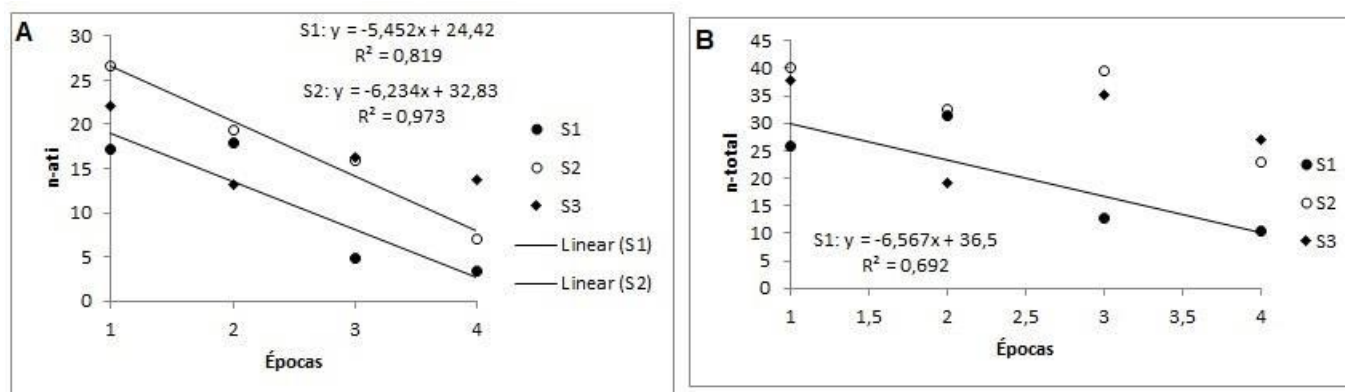 A
30
25
20
15
10
5
0
n-ati
1 2 3 4
Épocas
S1: y = -5,452x + 24,42
R² = 0,819
S2: y = -6,234x + 32,83
R² = 0,973
S1
S2
S3
Linear (S1)
Linear (S2)
B
45
40
35
30
25
20
15
10
5
0
n-total
1 1,5 2 2,5 3 3,5 4
Épocas
S1: y = -6,567x + 36,5
R² = 0,692
S1
S2
S3